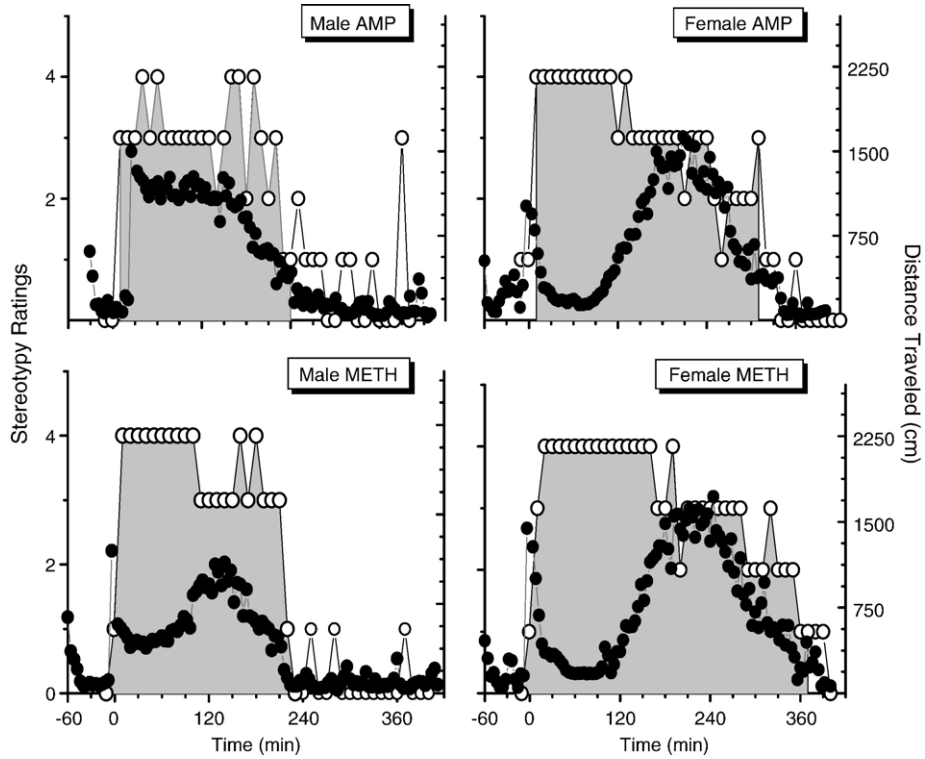 Male AMP
Female AMP
4
2
2250
1500
750
Stereotypy Ratings
Distance Traveled (cm)
Male METH
Female METH
4
2
0
2250
1500
750
-60 0 120 240 360
-60 0 120 240 360
Time (min)
Time (min)